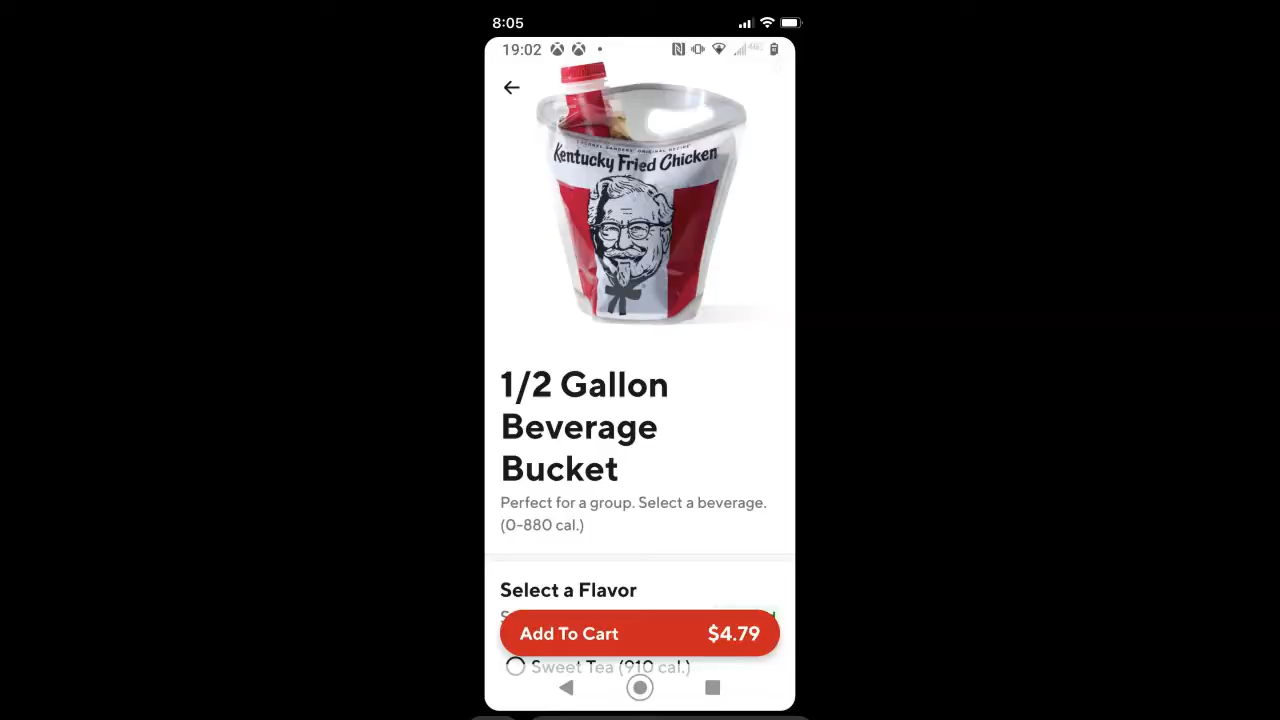 8:05
19:02
Kentucky Fried Chicken
1/2 Gallon
Beverage
Bucket
Perfect for a group. Select a beverage.
(0-880 cal.)
Select a Flavor
Add To Cart $4.79
Sweet Tea (910 cal.)